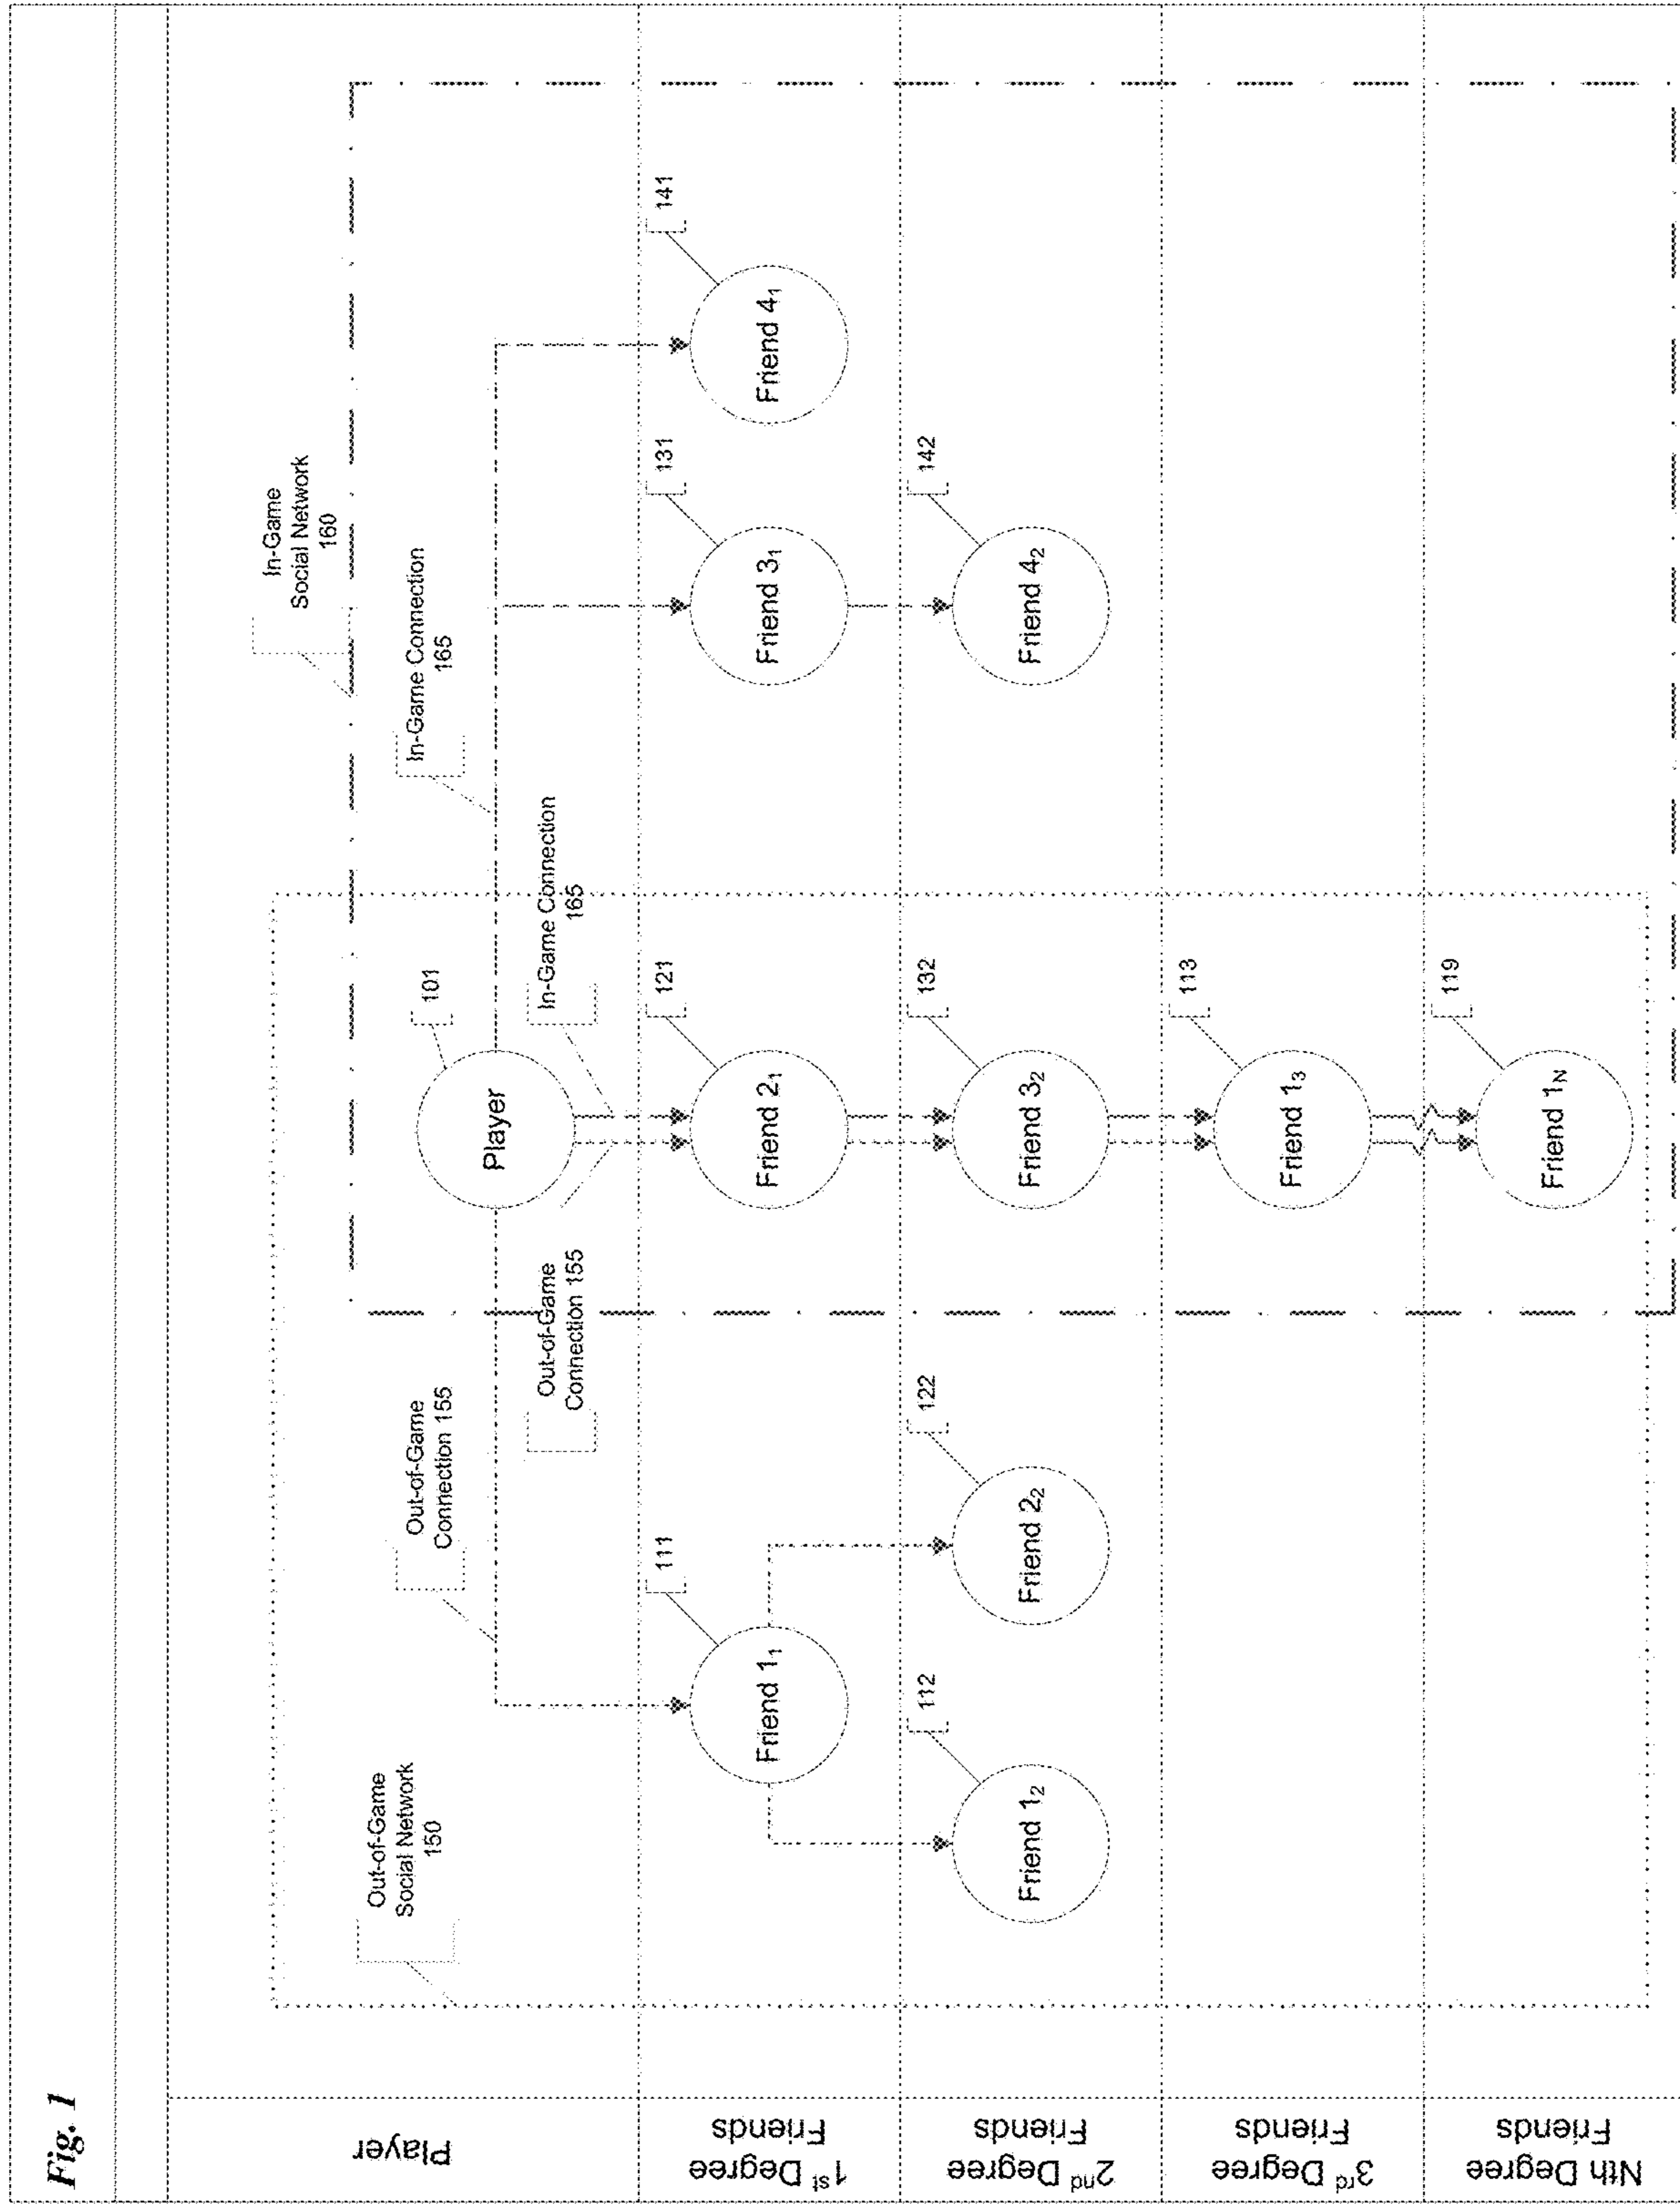 Fig. 1
Player
1st Degree
Friends
2nd Degree
Friends
3rd Degree
Friends
Nth Degree
Friends
Out-of-Game
Social Network
150
In-Game
Social Network
160
Out-of-Game
Connection 155
In-Game Connection
165
Player
101
Out-of-Game
Connection 155
In-Game Connection
165
Friend 1₁
111
Friend 2₁
121
Friend 3₁
131
Friend 4₁
141
Friend 1₂
112
Friend 2₂
122
Friend 3₂
132
Friend 4₂
142
Friend 1₃
113
Friend 1N
119